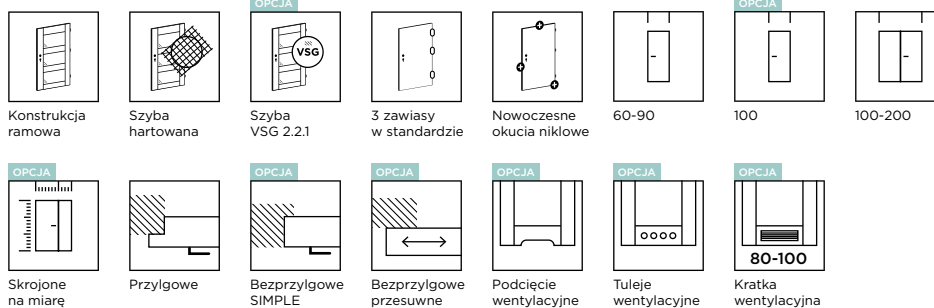 OPCJA
OPCJA
VSG
Konstrukcja
ramowa
Szyba
hartowana
Szyba
VSG 2.2.1
3 zawiasy
w standardzie
Nowoczesne
okucia niklowe
60-90
100
100-200
OPCJA
OPCJA
OPCJA
OPCJA
OPCJA
OPCJA
80-100
Skrojone
na miarę
Przylgowe
Bezprzylgowe
SIMPLE
Bezprzylgowe
przesuwne
Podcięcie
wentylacyjne
Tuleje
wentylacyjne
Kratka
wentylacyjna